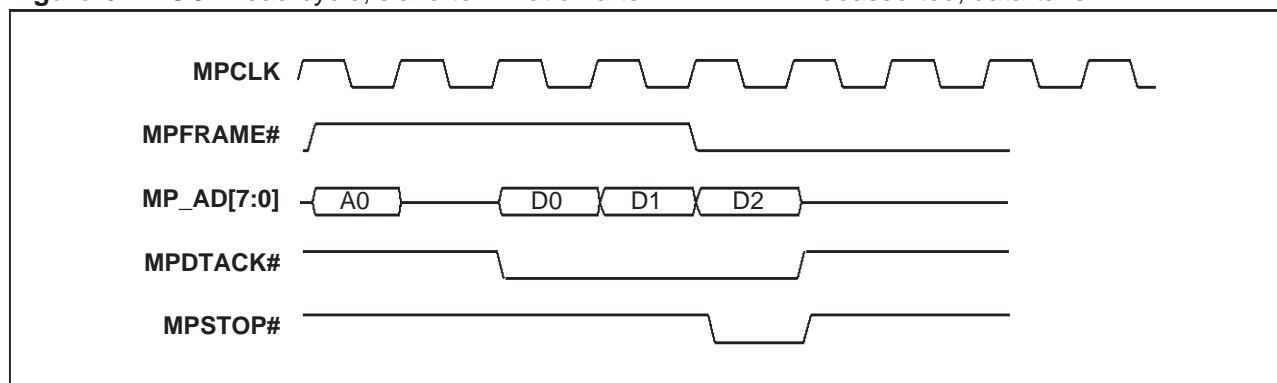 MPCLK
MPFRAME#
MP_AD[7:0] A0 D0 D1 D2
MPDTACK#
MPSTOP#